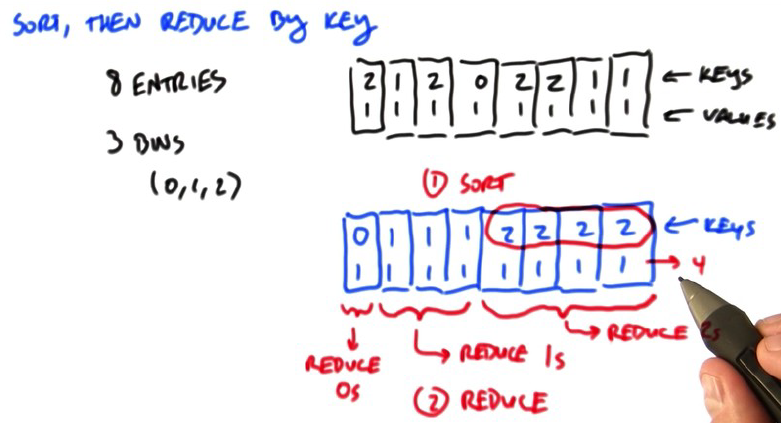 SORT, THEN REDUCE BY KEY
8 ENTRIES
2 1 2 0 2 2 1 1 ← KEYS
1 1 1 1 1 1 1 1 ← VALUES
3 BINS
(0,1,2)
① SORT
0 1 1 1 2 2 2 2 ← KEYS
1 1 1 1 1 1 1 1 → 4
REDUCE 0s
REDUCE 1s
REDUCE 2s
② REDUCE